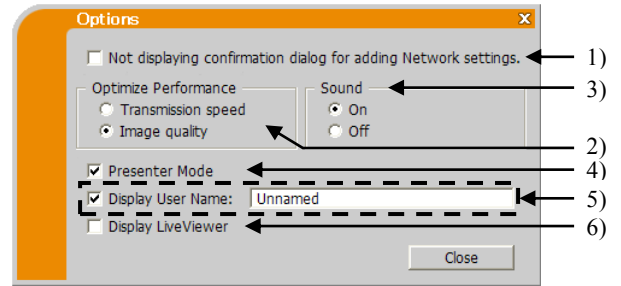 Options x
Not displaying confirmation dialog for adding Network settings. 1)
Optimize Performance Sound 3)
Transmission speed On
Image quality Off
2)
Presenter Mode 4)
Display User Name: Unnamed 5)
Display LiveViewer 6)
Close